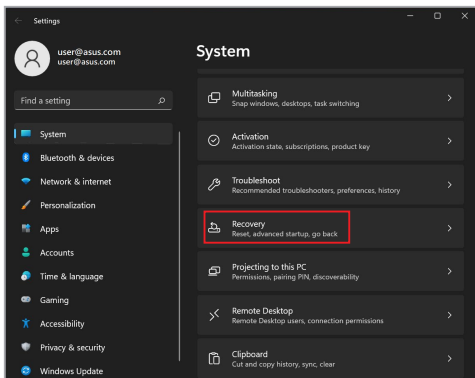 Settings
user@asus.com
user@asus.com
Find a setting
System
Bluetooth & devices
Network & internet
Personalization
Apps
Accounts
Time & language
Gaming
Accessibility
Privacy & security
Windows Update
System
Multitasking
Snap windows, desktops, task switching
Activation
Activation state, subscriptions, product key
Troubleshoot
Recommended troubleshooters, preferences, history
Recovery
Reset, advanced startup, go back
Projecting to this PC
Permissions, pairing PIN, discoverability
Remote Desktop
Remote Desktop users, connection permissions
Clipboard
Cut and copy history, sync, clear